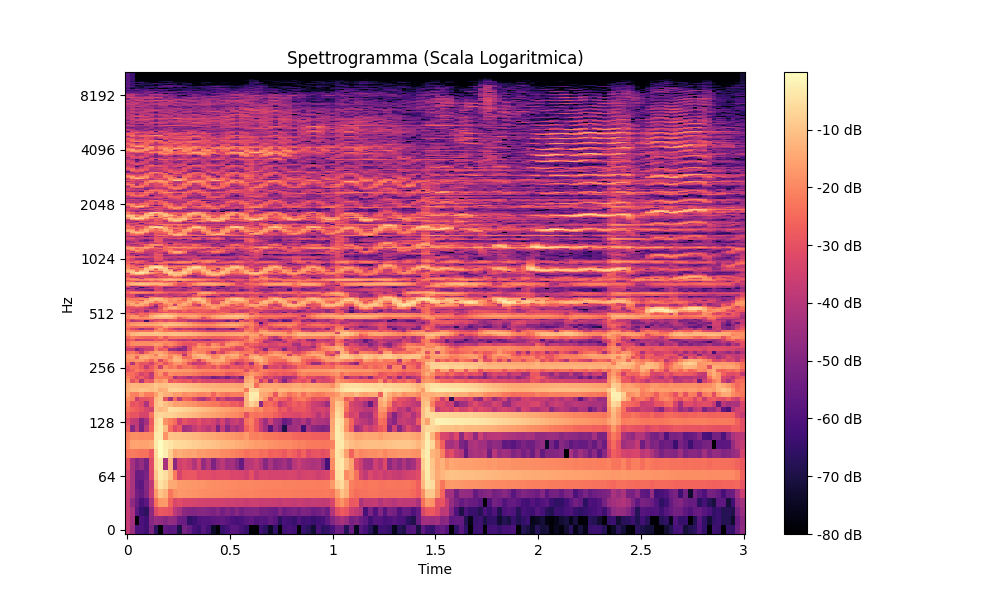 Spettrogramma (Scala Logaritmica)
8192
4096
2048
1024
512
256
128
64
0
Hz
0 0.5 1 1.5 2 2.5 3
Time
-10 dB
-20 dB
-30 dB
-40 dB
-50 dB
-60 dB
-70 dB
-80 dB